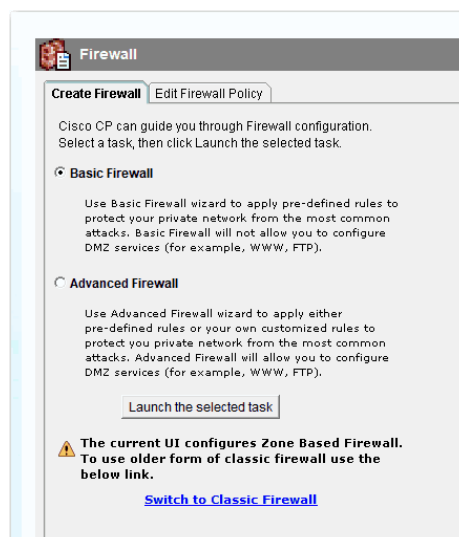 Firewall
Create Firewall Edit Firewall Policy
Cisco CP can guide you through Firewall configuration.
Select a task, then click Launch the selected task.
Basic Firewall
Use Basic Firewall wizard to apply pre-defined rules to
protect your private network from the most common
attacks. Basic Firewall will not allow you to configure
DMZ services (for example, WWW, FTP).
Advanced Firewall
Use Advanced Firewall wizard to apply either
pre-defined rules or your own customized rules to
protect you private network from the most common
attacks. Advanced Firewall will allow you to configure
DMZ services (for example, WWW, FTP).
Launch the selected task
The current UI configures Zone Based Firewall.
To use older form of classic firewall use the
below link.
Switch to Classic Firewall